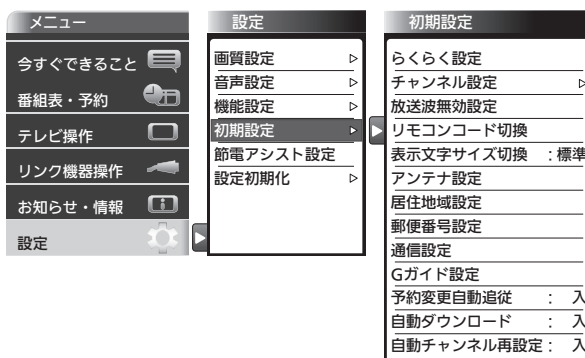 メニュー
今すぐできること
番組表・予約
テレビ操作
リンク機器操作
お知らせ・情報
設定
設定
画質設定
音声設定
機能設定
初期設定
節電アシスト設定
設定初期化
初期設定
らくらく設定
チャンネル設定
放送波無効設定
リモコンコード切換
表示文字サイズ切換 : 標準
アンテナ設定
居住地域設定
郵便番号設定
通信設定
Gガイド設定
予約変更自動追従 : 入
自動ダウンロード : 入
自動チャンネル再設定 : 入